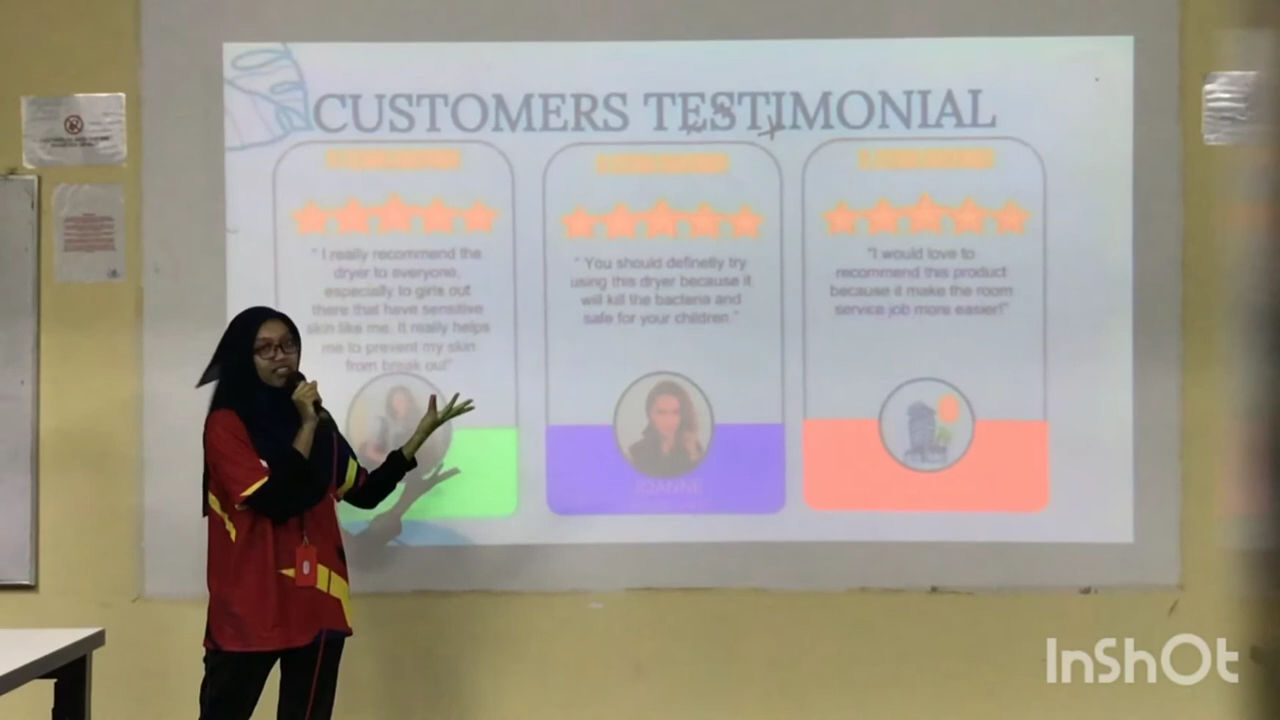 CUSTOMERS TESTIMONIAL
" I really recommend the
dryer to everyone,
especially to girls out
there that have sensitive
skin like me. It really helps
me to prevent my skin
from break out"
" You should definetly try
using this dryer because it
will kill the bacteria and
safe for your children."
JOANNE
"I would love to
recommend this product
because it make the room
service job more easier!"
InShOt